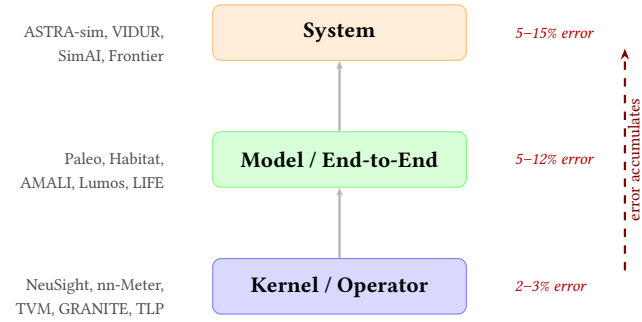 ASTRA-sim, VIDUR,
SimAI, Frontier
System
5–15% error
Paleo, Habitat,
AMALI, Lumos, LIFE
Model / End-to-End
5–12% error
NeuSight, nn-Meter,
TVM, GRANITE, TLP
Kernel / Operator
2–3% error
error accumulates